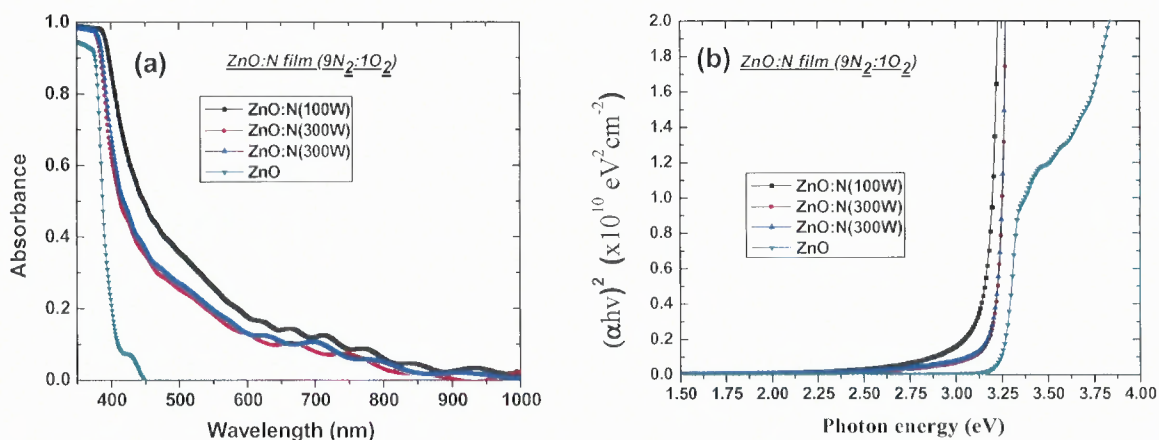 (a)
ZnO:N film (9N2:1O2)
ZnO:N(100W)
ZnO:N(300W)
ZnO:N(300W)
ZnO
Absorbance
1.0
0.8
0.6
0.4
0.2
0.0
400 500 600 700 800 900 1000
Wavelength (nm)
(b)
ZnO:N film (9N2:1O2)
ZnO:N(100W)
ZnO:N(300W)
ZnO:N(300W)
ZnO
(αhν)² (x10¹⁰ eV²cm⁻²)
2.0
1.8
1.6
1.4
1.2
1.0
0.8
0.6
0.4
0.2
0.0
1.50 1.75 2.00 2.25 2.50 2.75 3.00 3.25 3.50 3.75 4.00
Photon energy (eV)